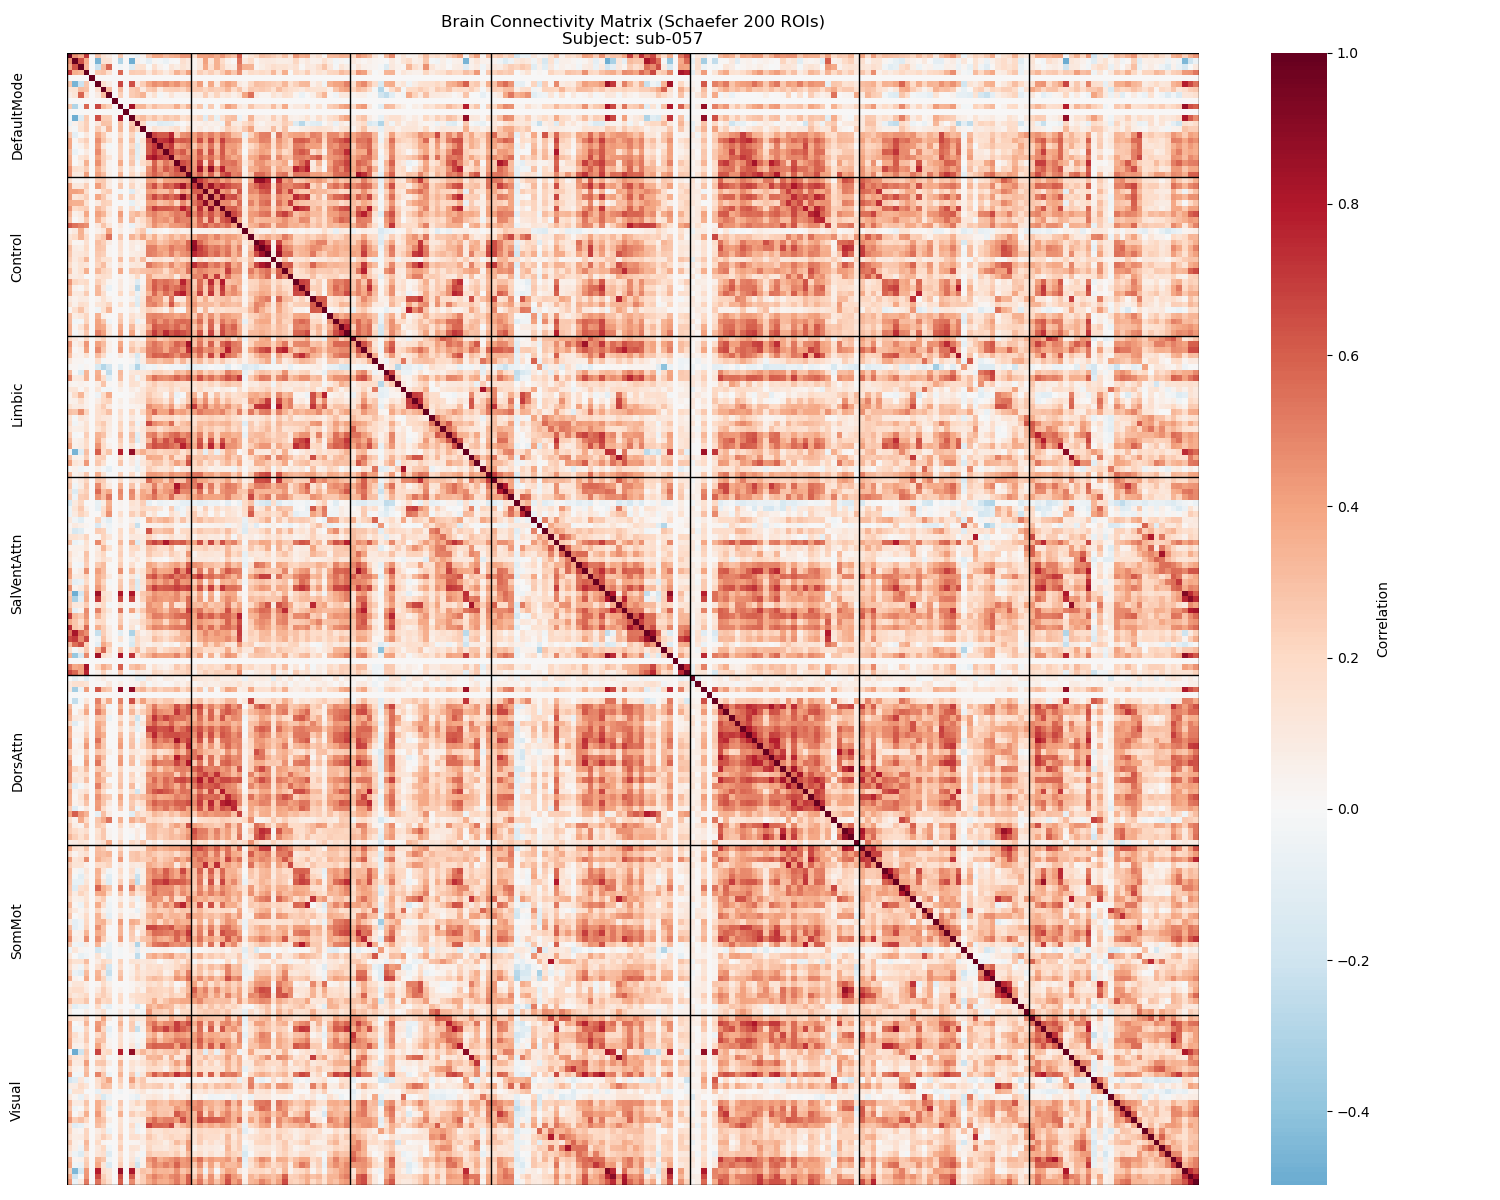 Brain Connectivity Matrix (Schaefer 200 ROIs)
Subject: sub-057
DefaultMode
Control
Limbic
SalVentAttn
DorsAttn
SomMot
Visual
1.0
0.8
0.6
0.4
0.2
0.0
−0.2
−0.4
Correlation